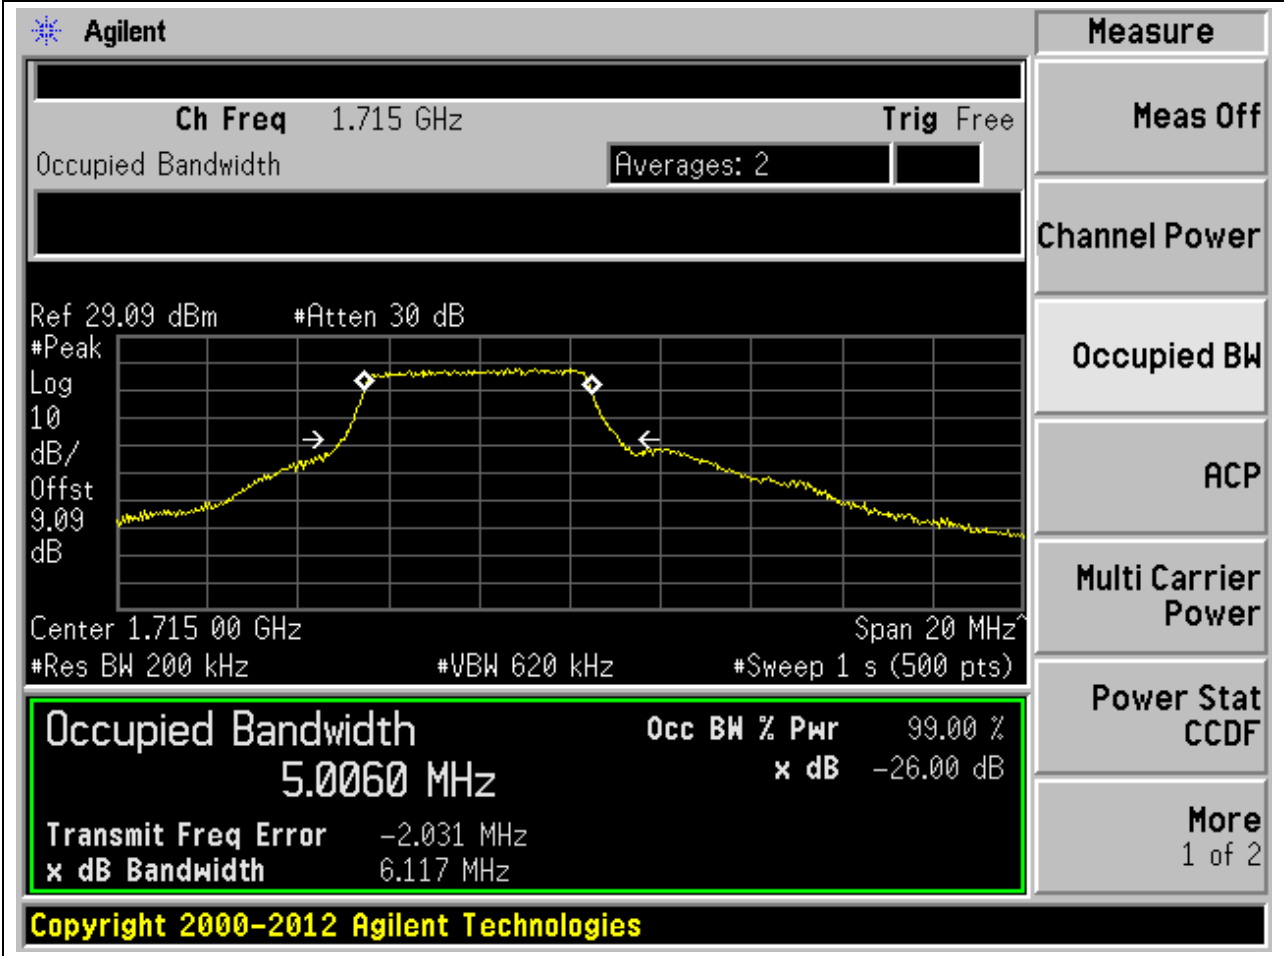 Agilent
Measure
Ch Freq 1.715 GHz
Trig Free
Occupied Bandwidth
Averages: 2
Ref 29.09 dBm #Atten 30 dB
#Peak
Log
10
dB/
Offst
9.09
dB
Center 1.715 00 GHz
Span 20 MHz^
#Res BW 200 kHz
#VBW 620 kHz
#Sweep 1 s (500 pts)
Occupied Bandwidth
5.0060 MHz
Occ BW % Pwr 99.00 %
x dB -26.00 dB
Transmit Freq Error -2.031 MHz
x dB Bandwidth 6.117 MHz
Copyright 2000-2012 Agilent Technologies
Meas Off
Channel Power
Occupied BW
ACP
Multi Carrier
Power
Power Stat
CCDF
More
1 of 2